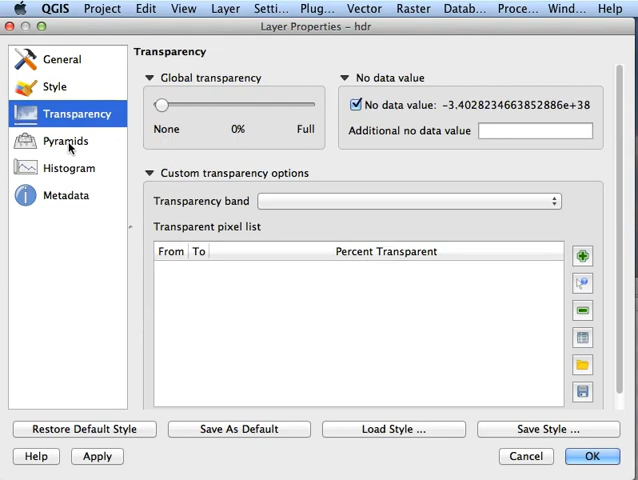 QGIS Project Edit View Layer Setti... Plug... Vector Raster Datab... Proce... Wind... Help
Layer Properties - hdr
General
Style
Transparency
Pyramids
Histogram
Metadata
Transparency
Global transparency
None 0% Full
No data value
No data value: -3.4028234663852886e+38
Additional no data value
Custom transparency options
Transparency band
Transparent pixel list
From To Percent Transparent
Restore Default Style Save As Default Load Style ... Save Style ...
Help Apply Cancel OK